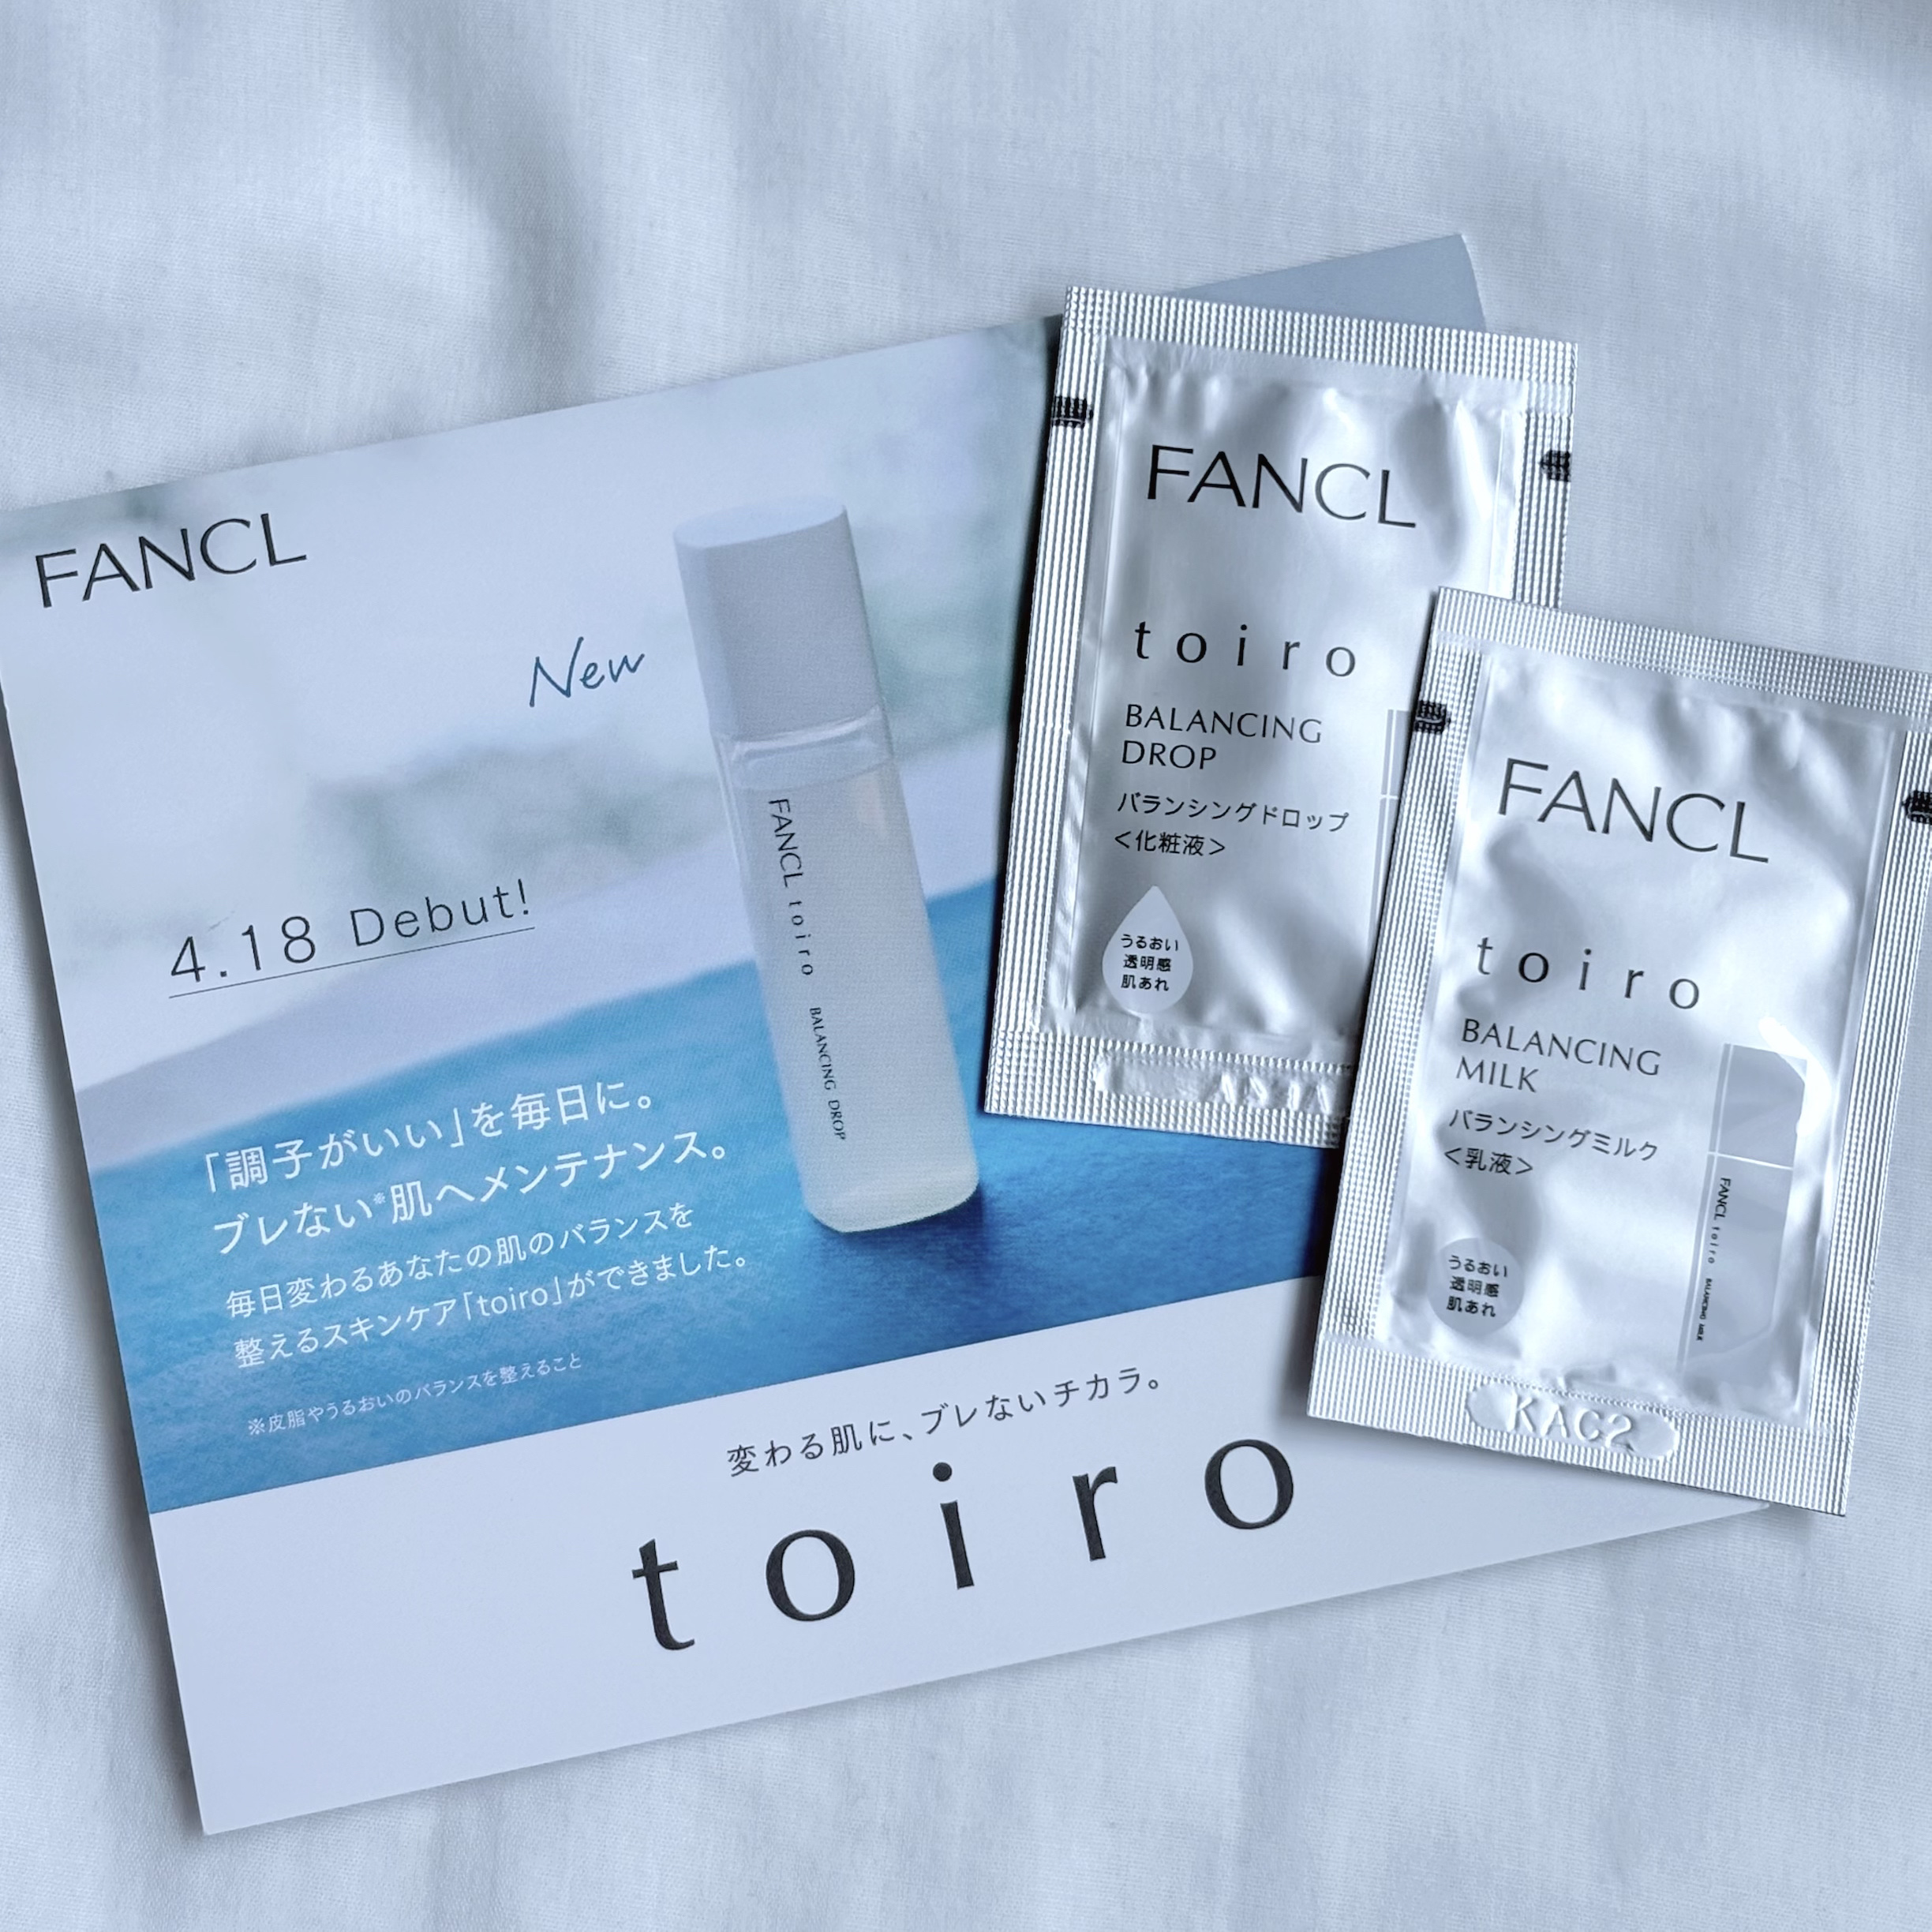 FANCL
New
4.18 Debut!
「調子がいい」を毎日に。
ブレない※肌へメンテナンス。
毎日変わるあなたの肌のバランスを
整えるスキンケア「toiro」ができました。
※皮脂やうるおいのバランスを整えること
FANCL toiro BALANCING DROP
変わる肌に、ブレないチカラ。
toiro
FANCL
toiro
BALANCING
DROP
バランシングドロップ
<化粧液>
うるおい
透明感
肌あれ
FANCL
toiro
BALANCING
MILK
バランシングミルク
<乳液>
うるおい
透明感
肌あれ
FANCL toiro BALANCING MILK
KAC2